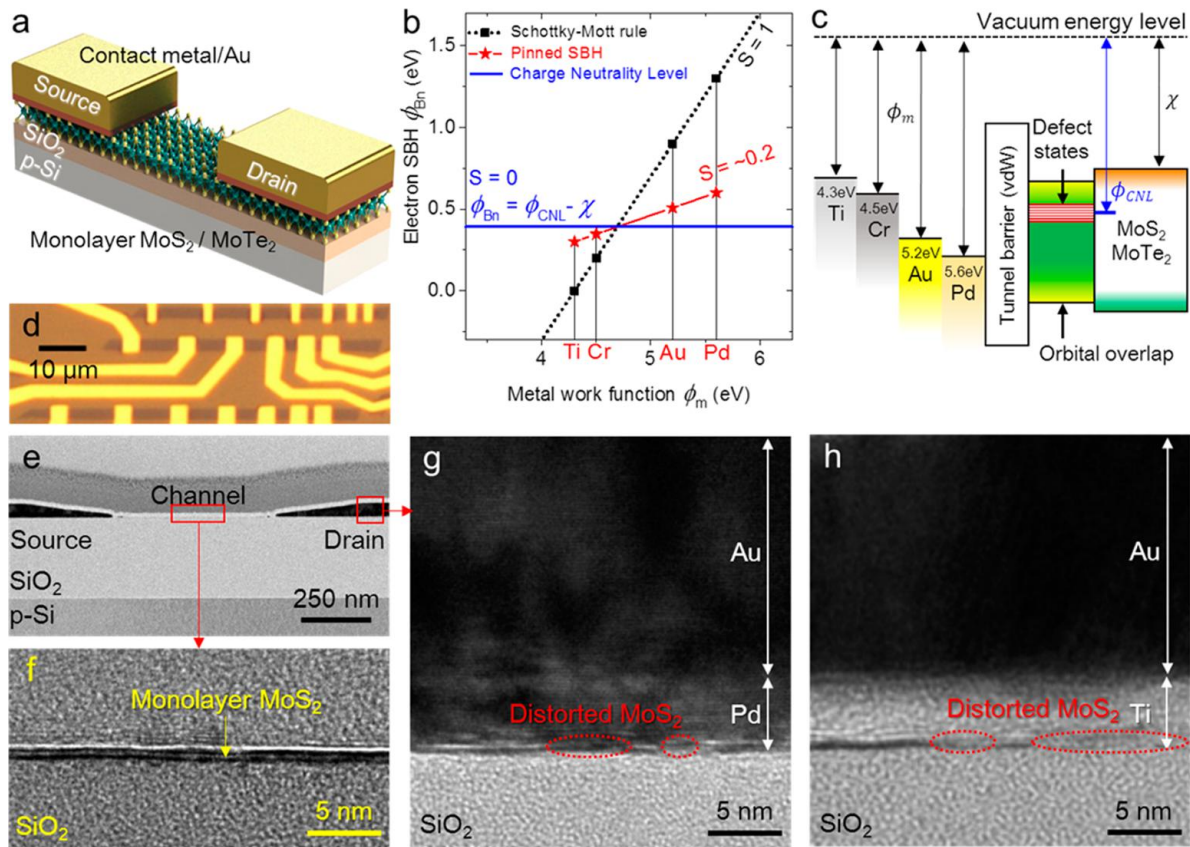 a
Contact metal/Au
Source
Drain
SiO₂
p-Si
Monolayer MoS₂ / MoTe₂
b
Electron SBH ϕBn (eV)
1.5
1.0
0.5
0.0
Schottky-Mott rule
Pinned SBH
Charge Neutrality Level
S = 1
S = ~0.2
S = 0
ϕBn = ϕCNL - χ
4
5
6
Ti
Cr
Au
Pd
Metal work function ϕm (eV)
c
Vacuum energy level
ϕm
χ
ϕCNL
4.3eV
Ti
4.5eV
Cr
5.2eV
Au
5.6eV
Pd
Tunnel barrier (vdW)
Defect
states
MoS₂
MoTe₂
Orbital overlap
d
10 µm
e
Channel
Source
Drain
SiO₂
p-Si
250 nm
f
Monolayer MoS₂
SiO₂
5 nm
g
Au
Pd
Distorted MoS₂
SiO₂
5 nm
h
Au
Ti
Distorted MoS₂
SiO₂
5 nm